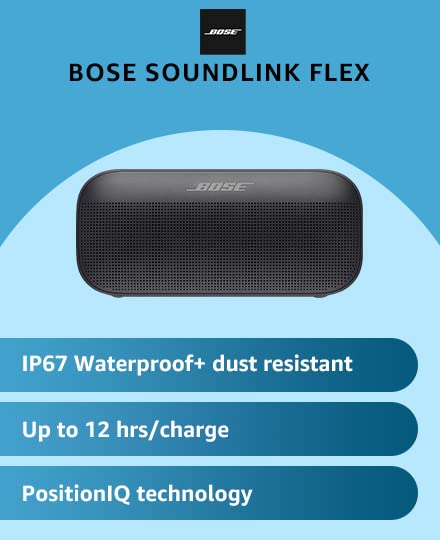 BOSE
BOSE SOUNDLINK FLEX
BOSE
IP67 Waterproof+ dust resistant
Up to 12 hrs/charge
PositionIQ technology